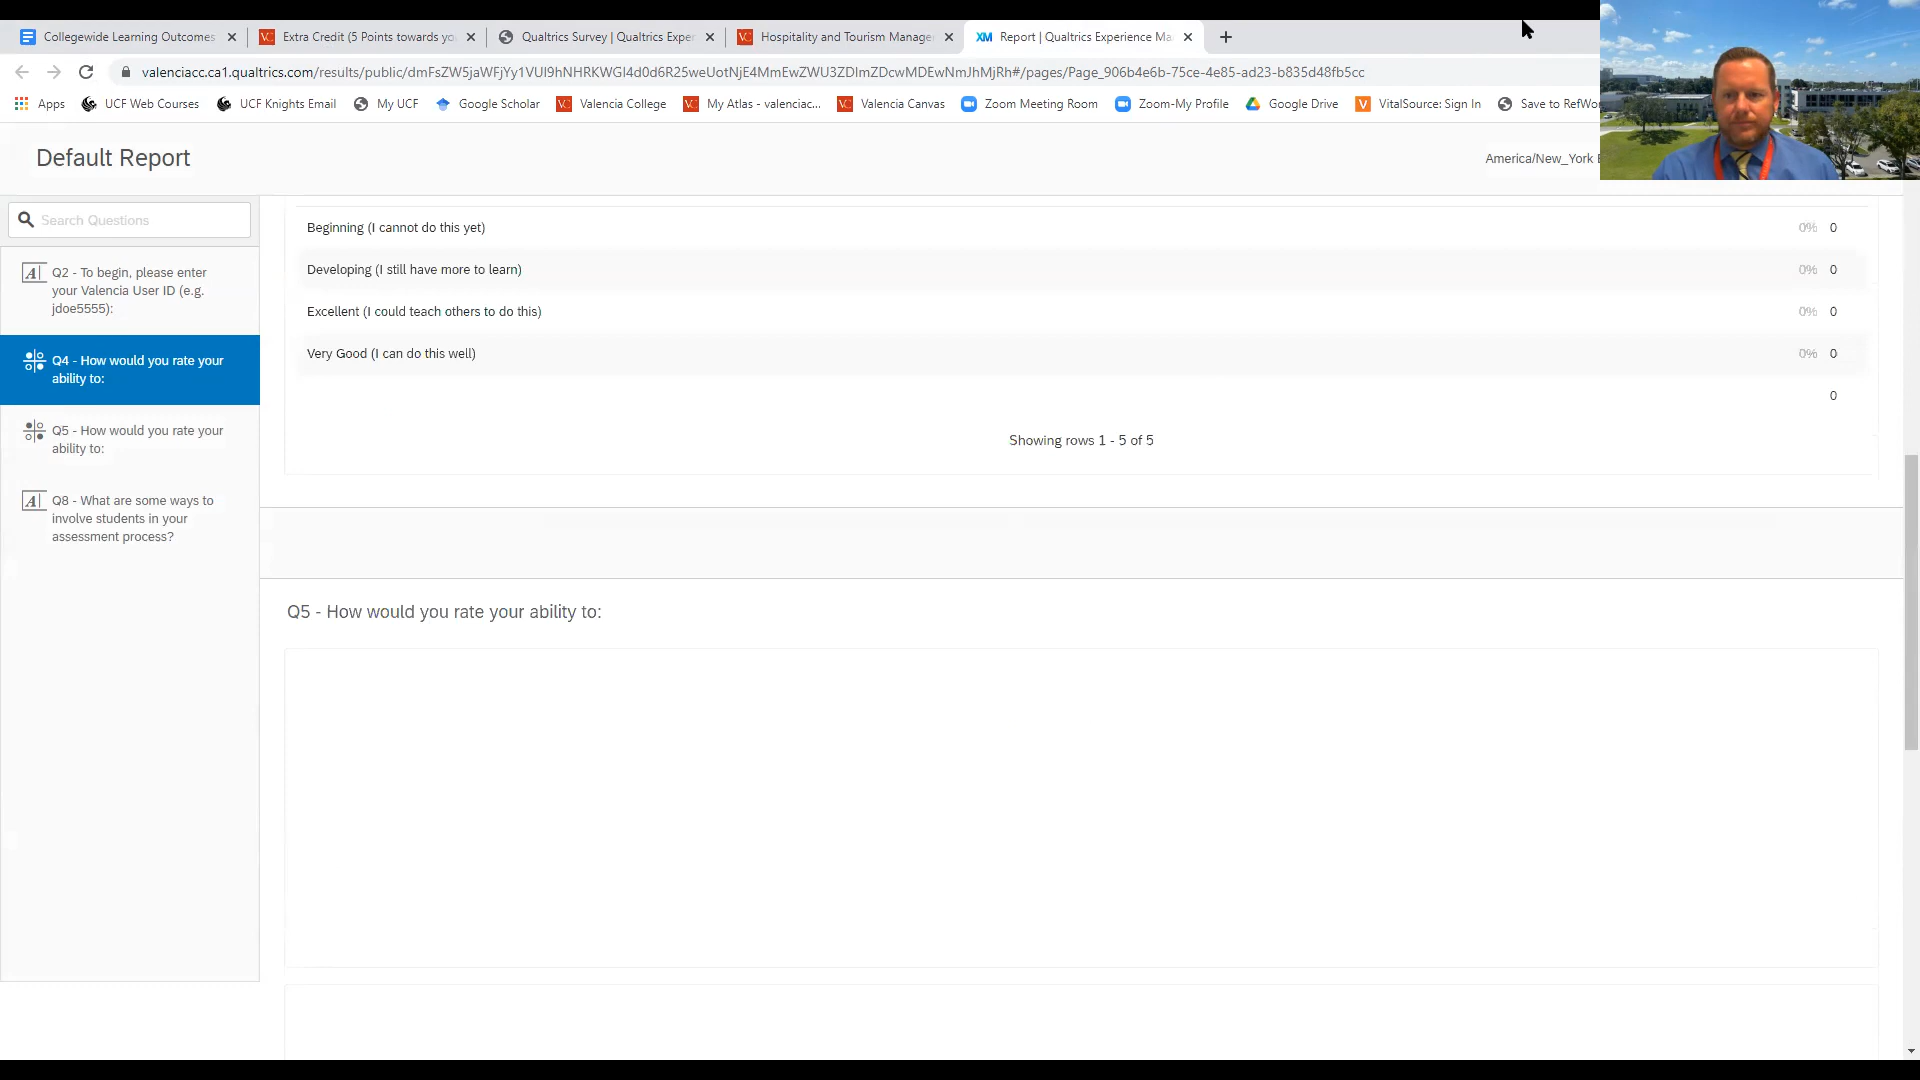 Collegewide Learning Outcomes
Extra Credit (5 Points towards yo
Qualtrics Survey | Qualtrics Exper
Hospitality and Tourism Manage
XM Report | Qualtrics Experience Ma
valenciacc.ca1.qualtrics.com/results/public/dmFsZW5jaWFjYy1VUl9hNHRKWGl4d0d6R25weUotNjE4MmEwZWU3ZDlmZDcwMDEwNmJhMjRh#/pages/Page_906b4e6b-75ce-4e85-ad23-b835d48fb5cc
Apps UCF Web Courses UCF Knights Email My UCF Google Scholar Valencia College My Atlas - valenciac... Valencia Canvas Zoom Meeting Room Zoom-My Profile Google Drive VitalSource: Sign In Save to RefWor
Default Report
America/New_York
Search Questions
Q2 - To begin, please enter
your Valencia User ID (e.g.
jdoe5555):
Q4 - How would you rate your
ability to:
Q5 - How would you rate your
ability to:
Q8 - What are some ways to
involve students in your
assessment process?
Beginning (I cannot do this yet) 0% 0
Developing (I still have more to learn) 0% 0
Excellent (I could teach others to do this) 0% 0
Very Good (I can do this well) 0% 0
0
Showing rows 1 - 5 of 5
Q5 - How would you rate your ability to: